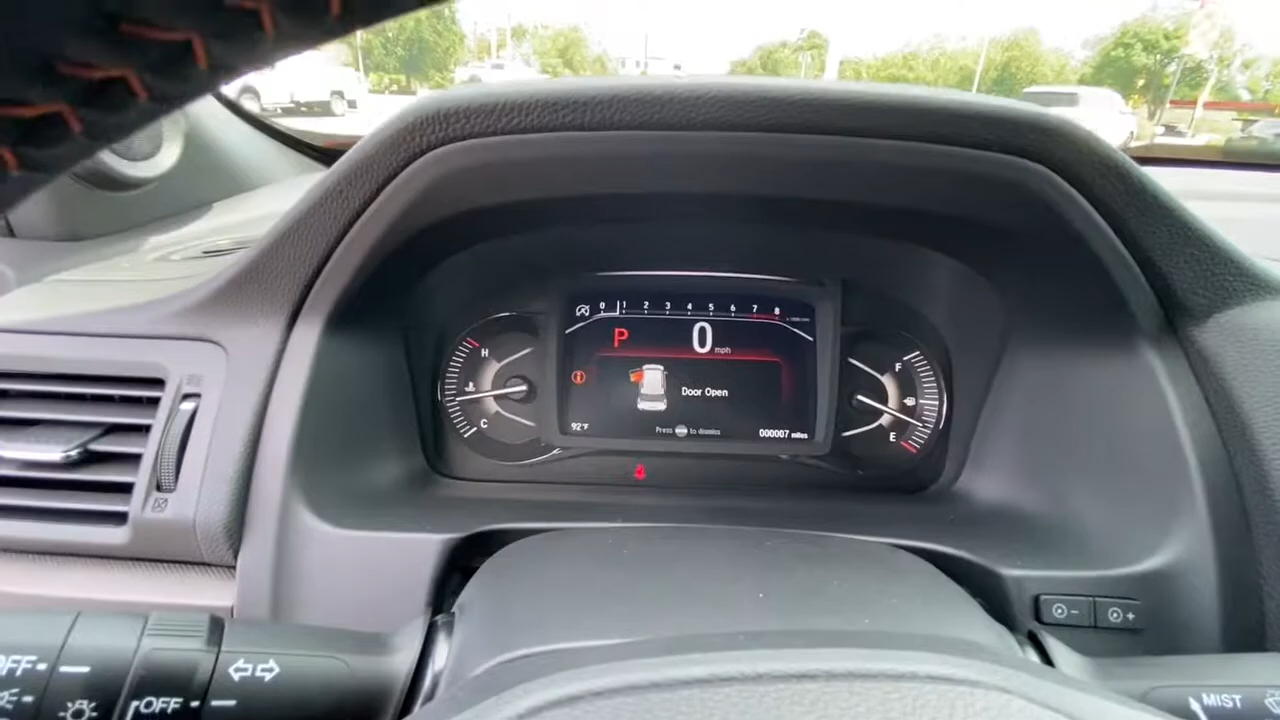 0 1 2 3 4 5 6 7 8
P 0 mph
H
F
Door Open
C
E
92°F
Press to dismiss
000007 miles
OFF
OFF
MIST